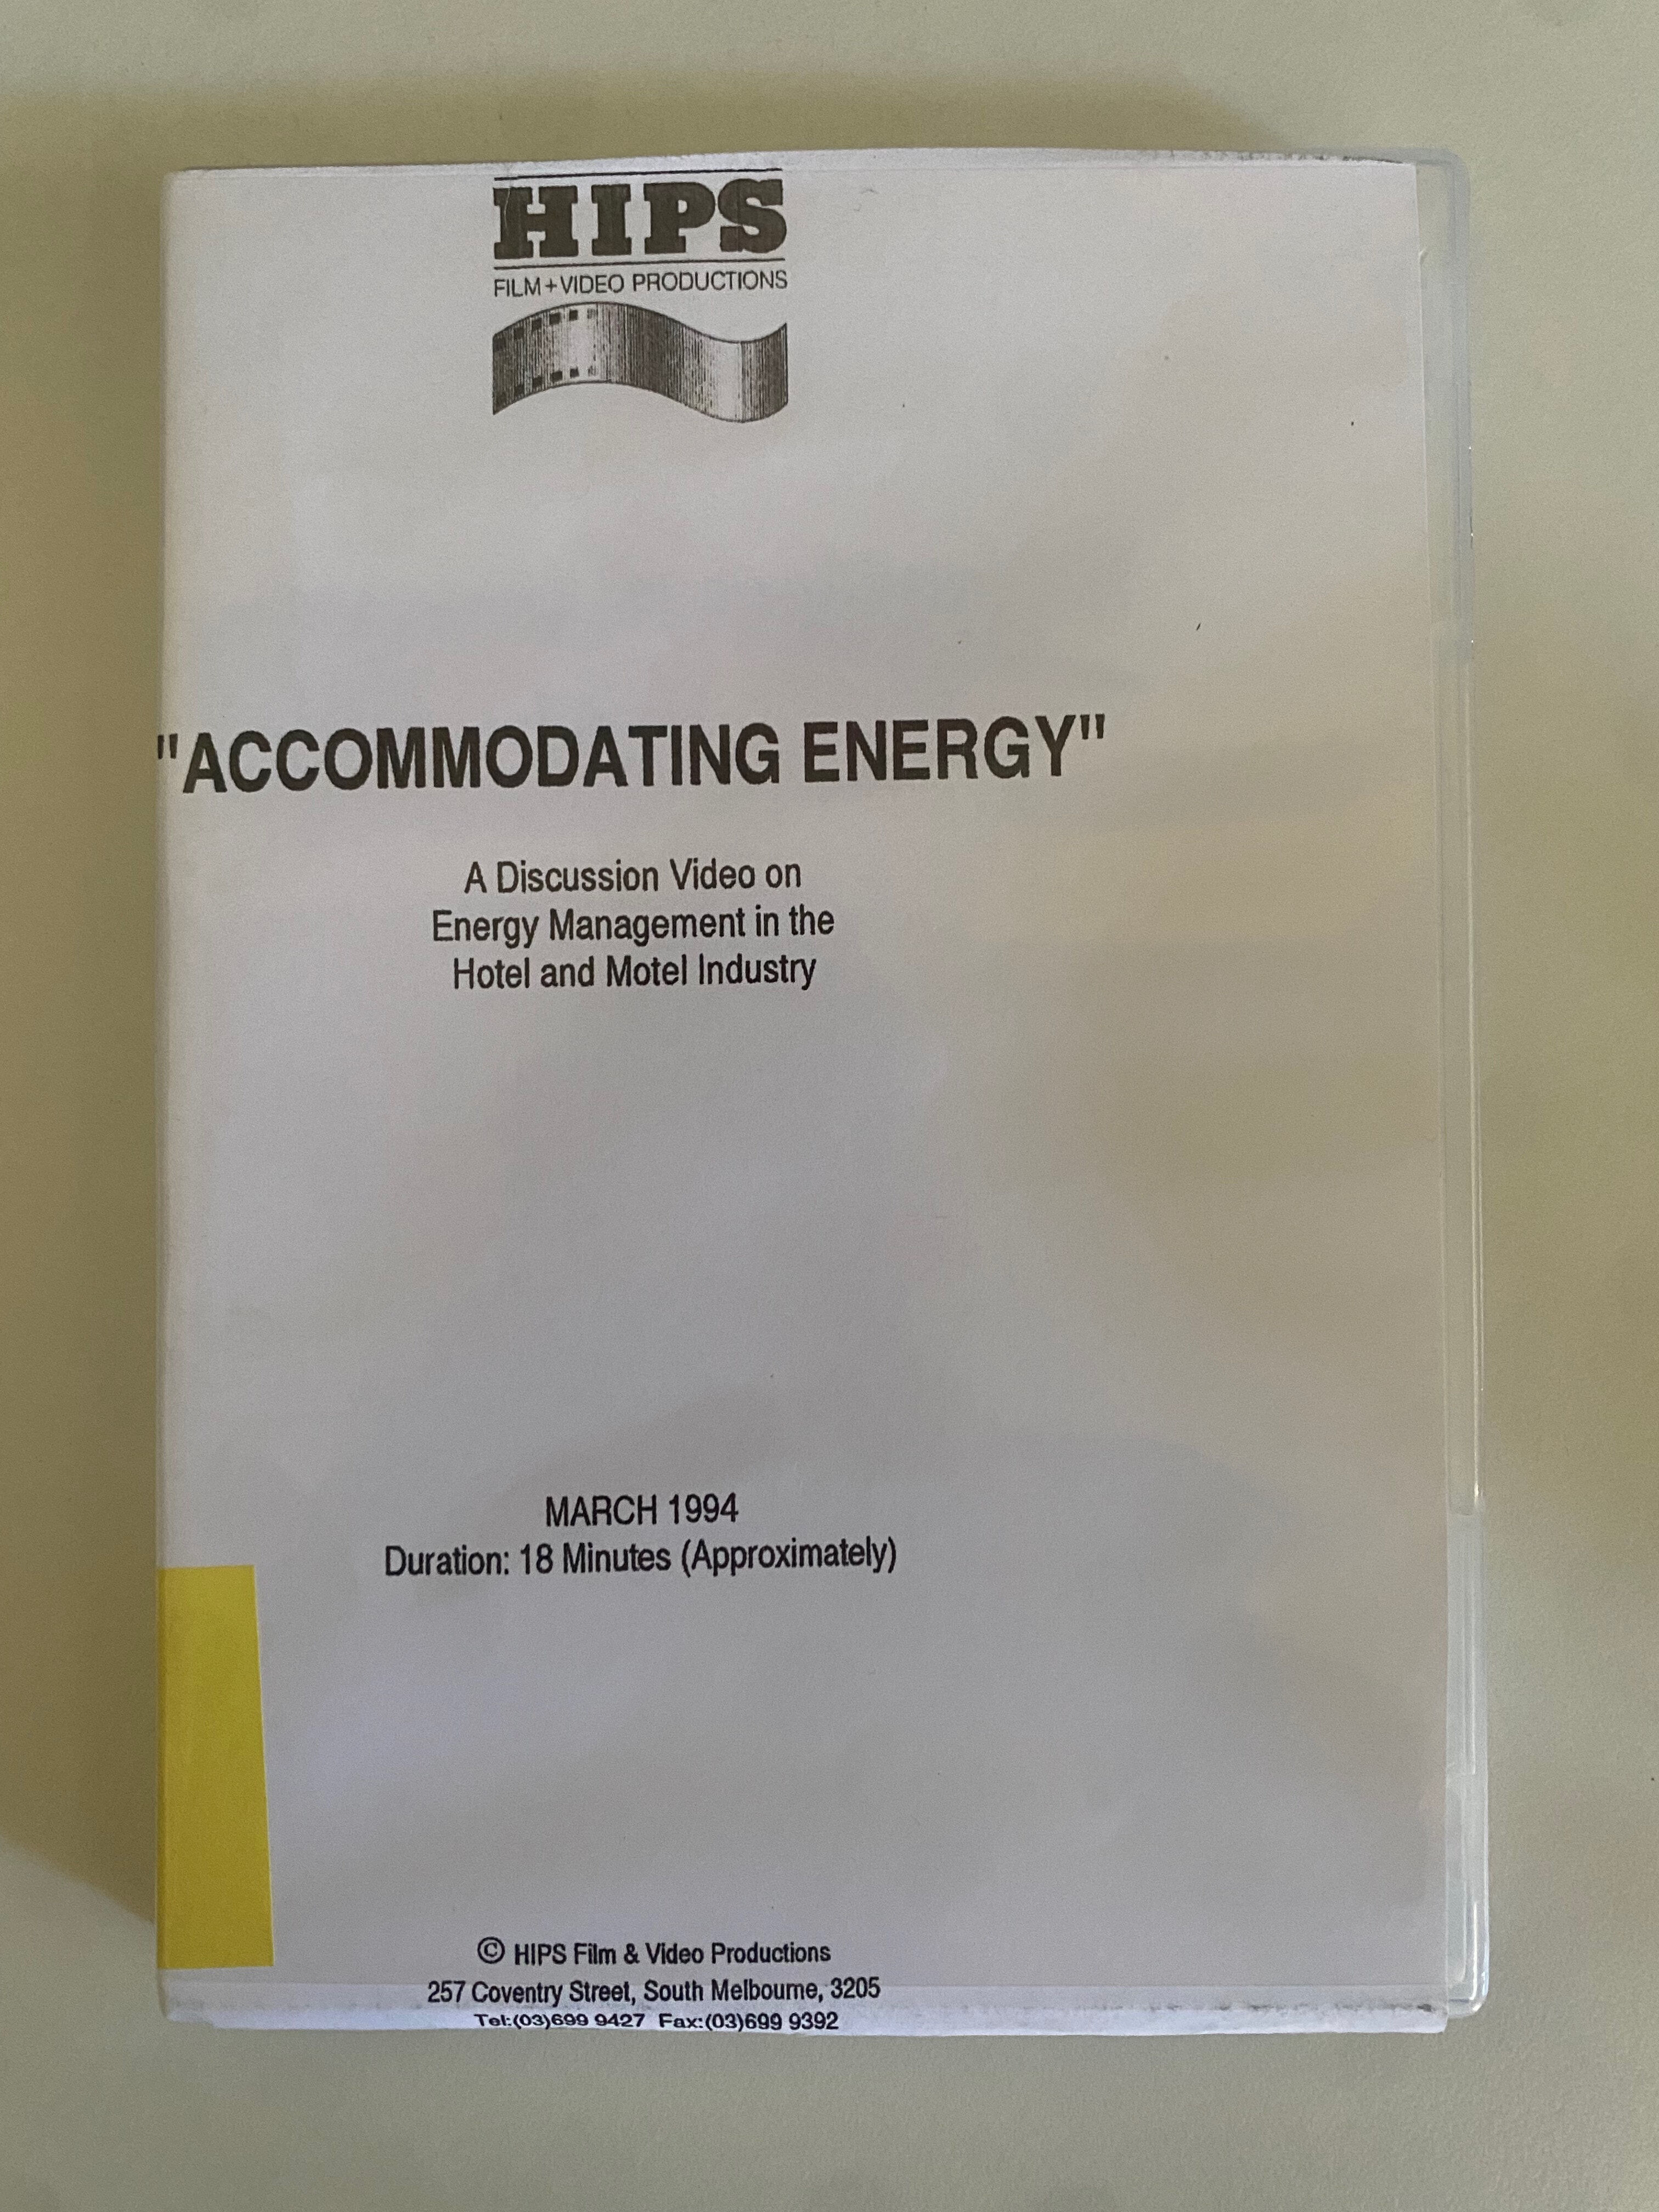 HIPS
FILM+VIDEO PRODUCTIONS
"ACCOMMODATING ENERGY"
A Discussion Video on
Energy Management in the
Hotel and Motel Industry
MARCH 1994
Duration: 18 Minutes (Approximately)
© HIPS Film & Video Productions
257 Coventry Street, South Melbourne, 3205
Tel:(03)699 9427 Fax:(03)699 9392